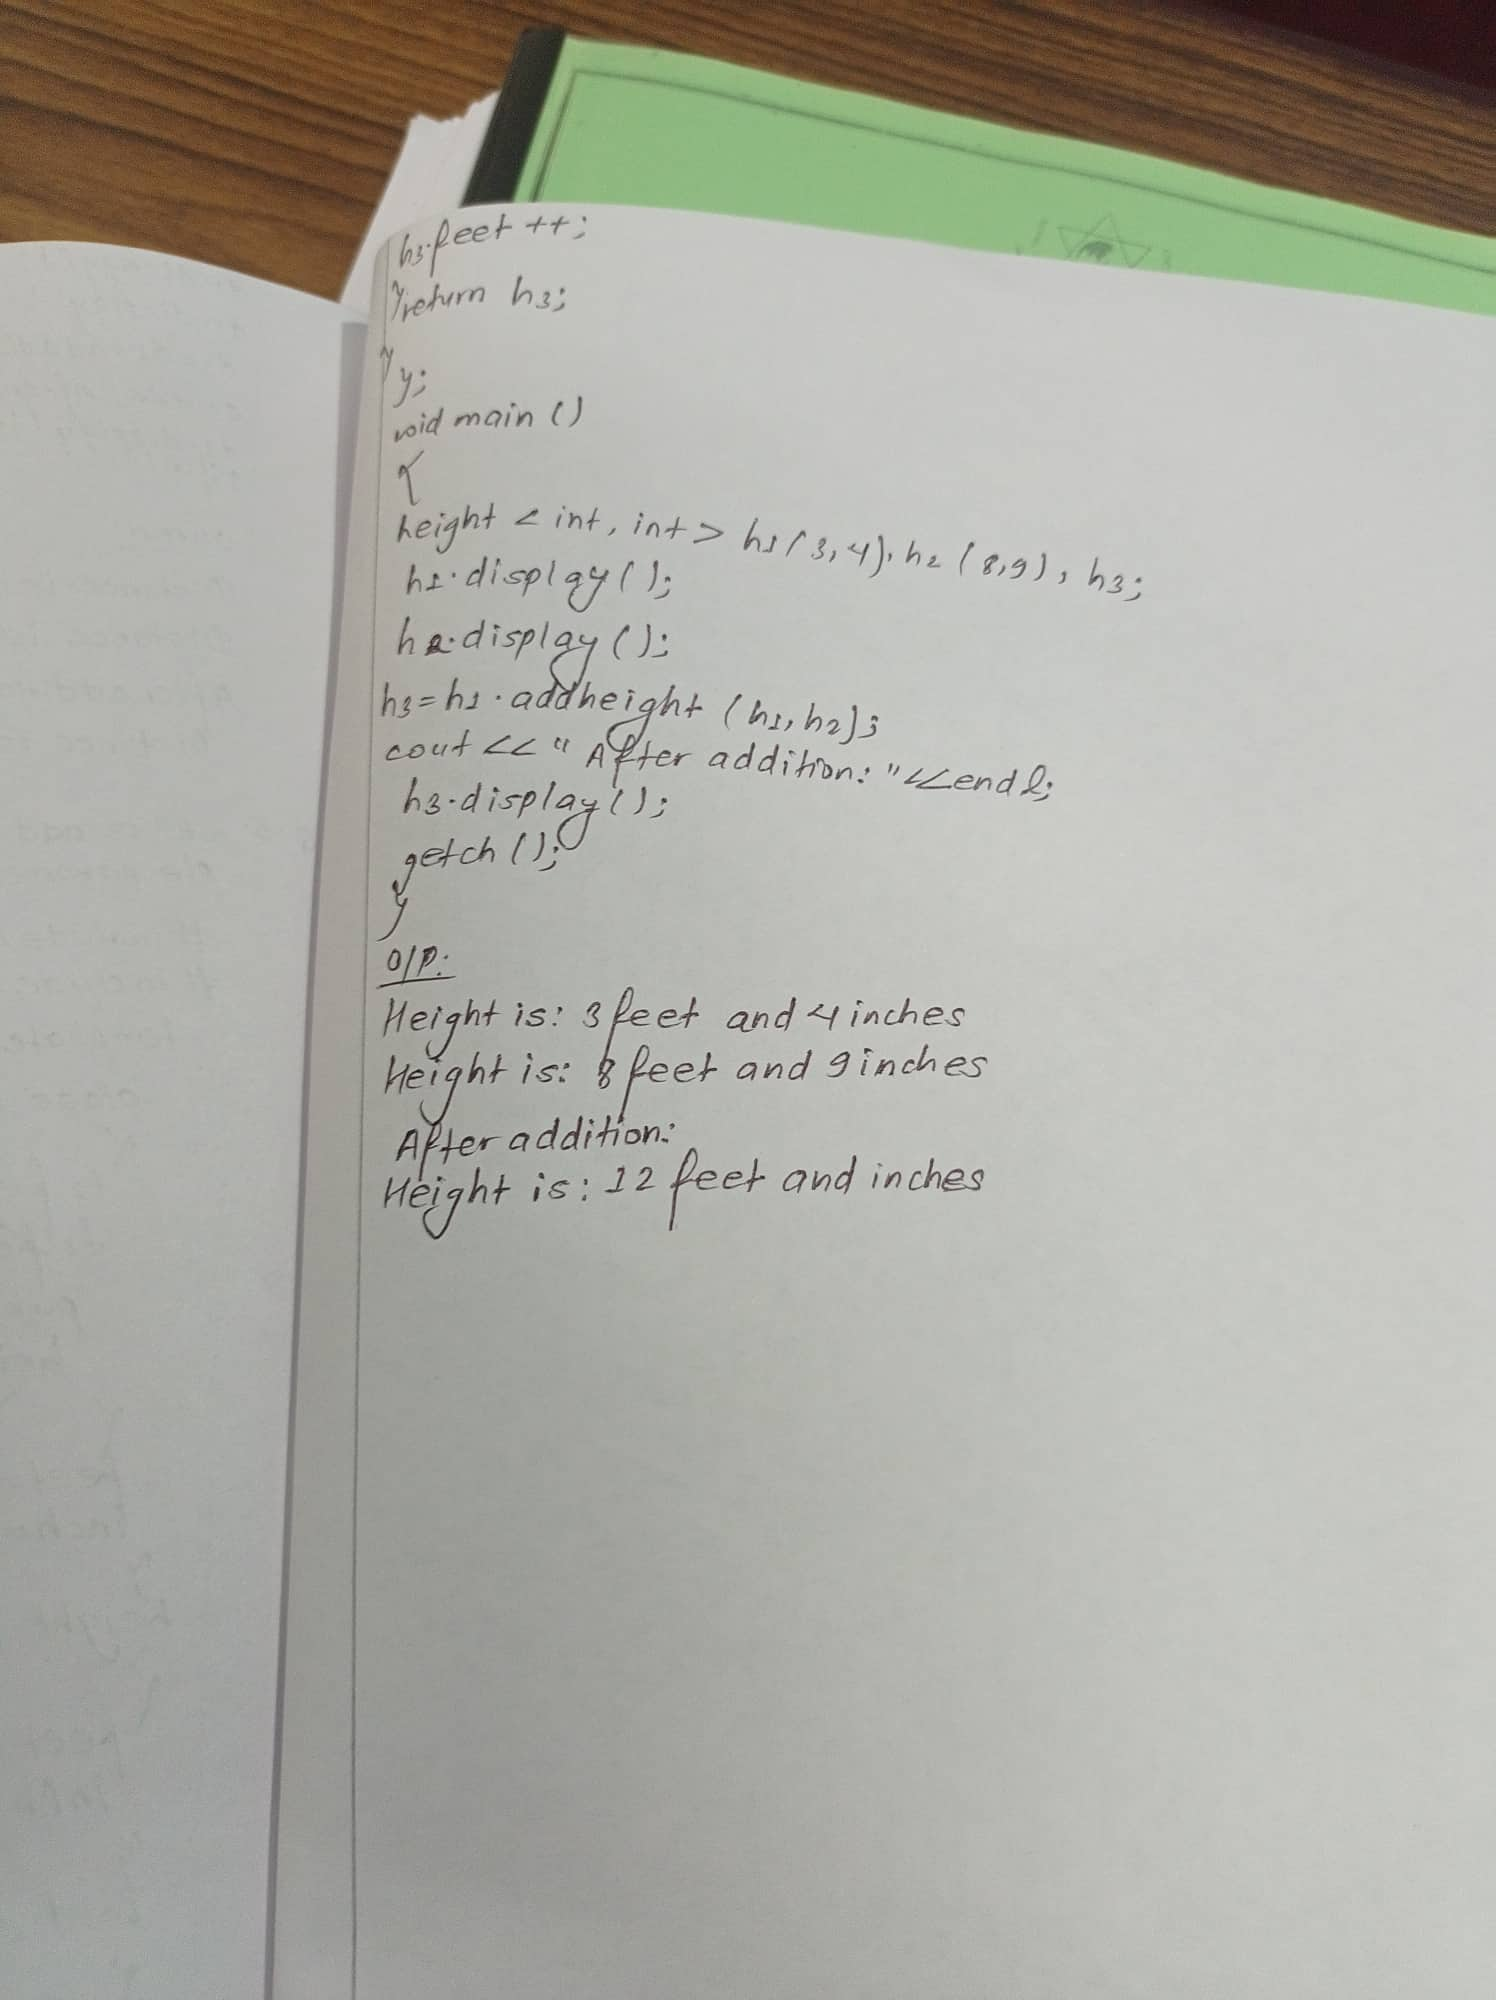 h3.feet ++;
}return h3;
}
};
void main ()
{
height < int, int > h1(3,4), h2 (8,9), h3;
h1.display();
h2.display();
h3=h1.addheight (h1,h2);
cout << "After addition: "<<endl;
h3.display();
getch ();
}
O/P:
Height is: 3 feet and 4 inches
Height is: 8 feet and 9 inches
After addition:
Height is: 12 feet and inches